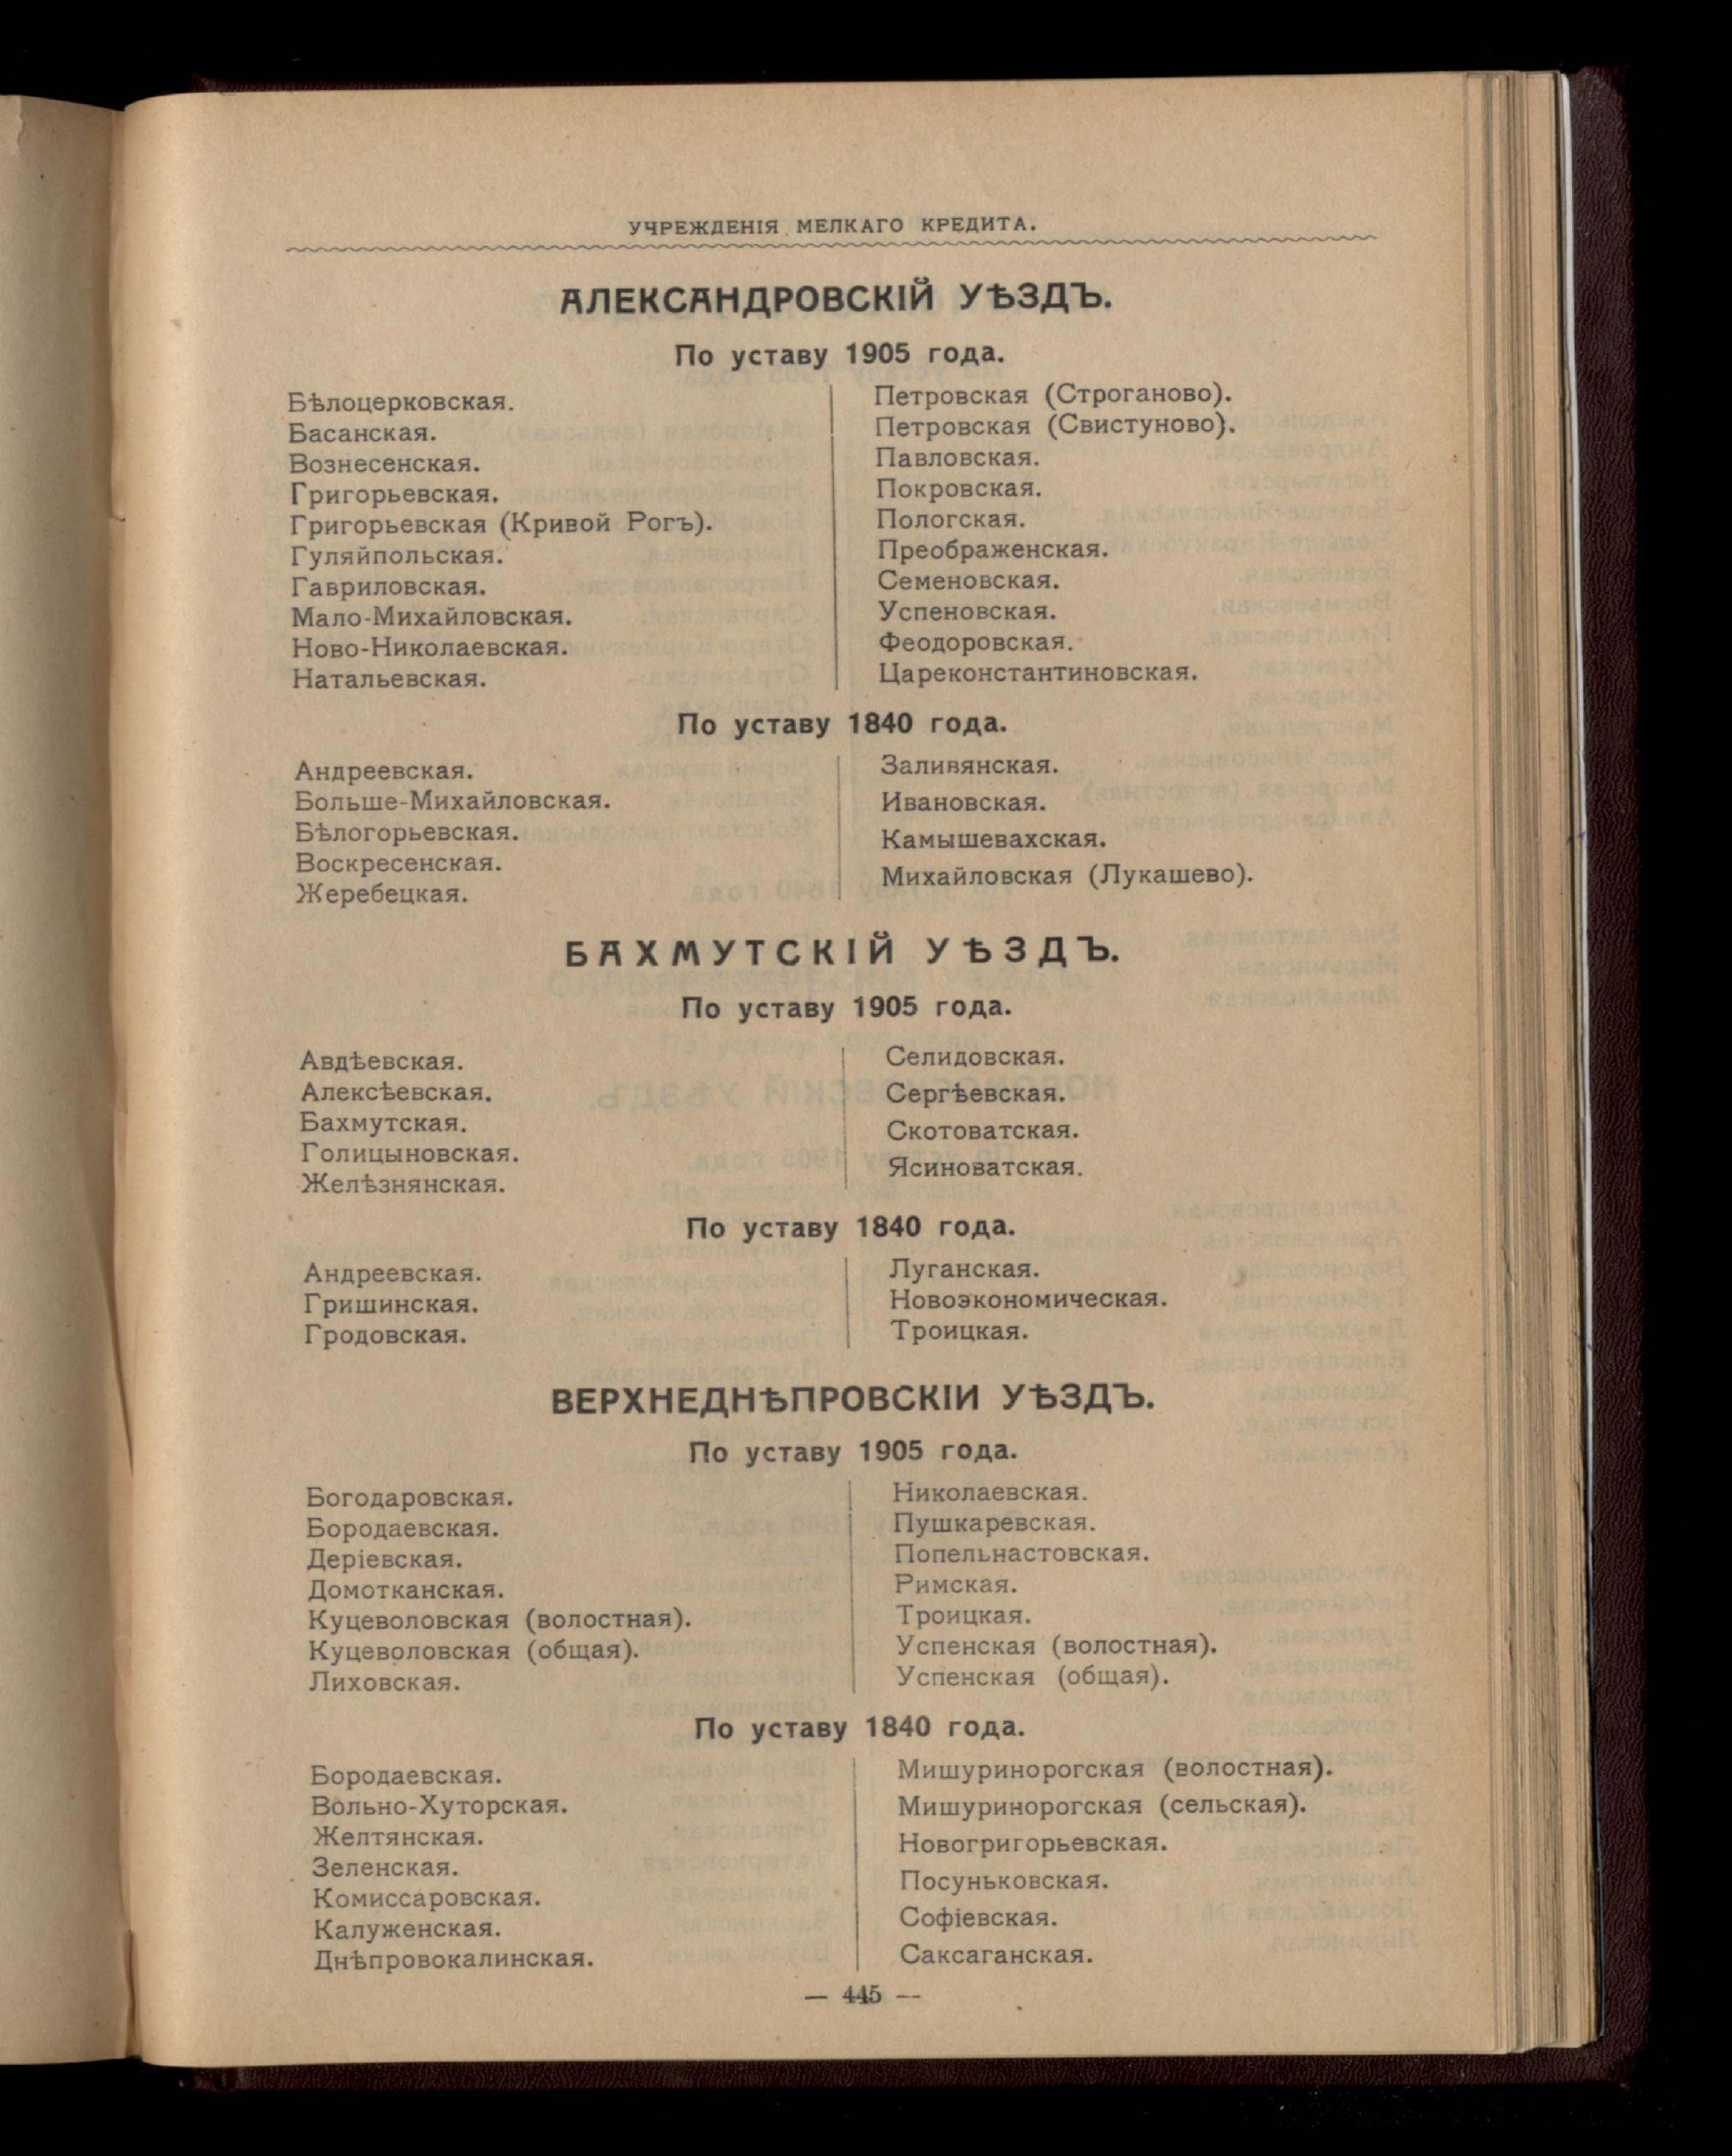 УЧРЕЖДЕНІЯ МЕЛКАГО КРЕДИТА.
АЛЕКСАНДРОВСКІЙ УѢЗДЪ.
По уставу 1905 года.
Бѣлоцерковская.
Басанская.
Вознесенская.
Григорьевская.
Григорьевская (Кривой Рогъ).
Гуляйпольская.
Гавриловская.
Мало-Михайловская.
Ново-Николаевская.
Натальевская.
Петровская (Строганово).
Петровская (Свистуново).
Павловская.
Покровская.
Пологская.
Преображенская.
Семеновская.
Успеновская.
Феодоровская.
Цареконстантиновская.
По уставу 1840 года.
Андреевская.
Больше-Михайловская.
Бѣлогорьевская.
Воскресенская.
Жеребецкая.
Заливянская.
Ивановская.
Камышевахская.
Михайловская (Лукашево).
БАХМУТСКІЙ УѢЗДЪ.
По уставу 1905 года.
Авдѣевская.
Алексѣевская.
Бахмутская.
Голицыновская.
Желѣзнянская.
Селидовская.
Сергѣевская.
Скотоватская.
Ясиноватская.
По уставу 1840 года.
Андреевская.
Гришинская.
Гродовская.
Луганская.
Новоэкономическая.
Троицкая.
ВЕРХНЕДНѢПРОВСКІИ УѢЗДЪ.
По уставу 1905 года.
Богодаровская.
Бородаевская.
Деріевская.
Домотканская.
Куцеволовская (волостная).
Куцеволовская (общая).
Лиховская.
Николаевская.
Пушкаревская.
Попельнастовская.
Римская.
Троицкая.
Успенская (волостная).
Успенская (общая).
По уставу 1840 года.
Бородаевская.
Вольно-Хуторская.
Желтянская.
Зеленская.
Комиссаровская.
Калуженская.
Днѣпровокалинская.
Мишуринорогская (волостная).
Мишуринорогская (сельская).
Новогригорьевская.
Посуньковская.
Софіевская.
Саксаганская.
— 445 —